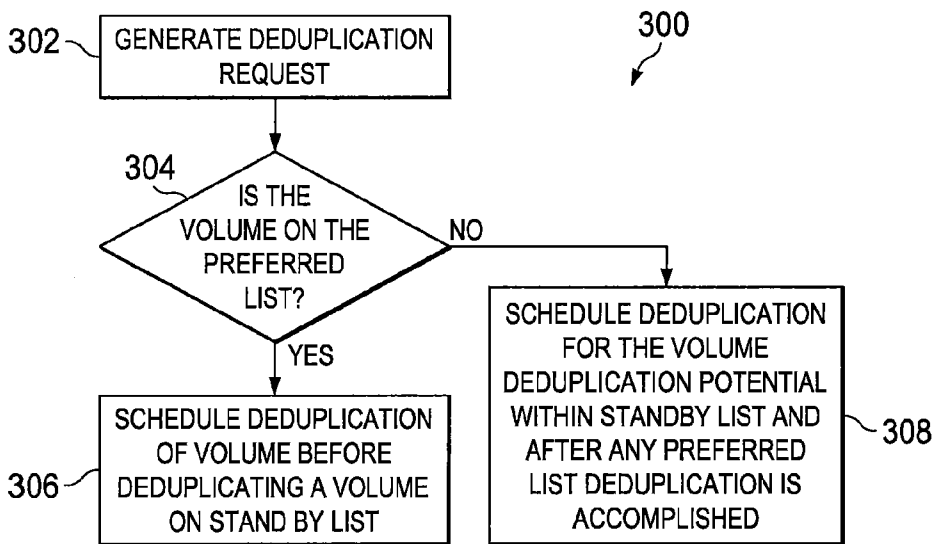 300
302
GENERATE DEDUPLICATION
REQUEST
304
IS THE
VOLUME ON THE
PREFERRED
LIST?
NO
YES
SCHEDULE DEDUPLICATION
OF VOLUME BEFORE
DEDUPLICATING A VOLUME
ON STAND BY LIST
306
SCHEDULE DEDUPLICATION
FOR THE VOLUME
DEDUPLICATION POTENTIAL
WITHIN STANDBY LIST AND
AFTER ANY PREFERRED
LIST DEDUPLICATION IS
ACCOMPLISHED
308